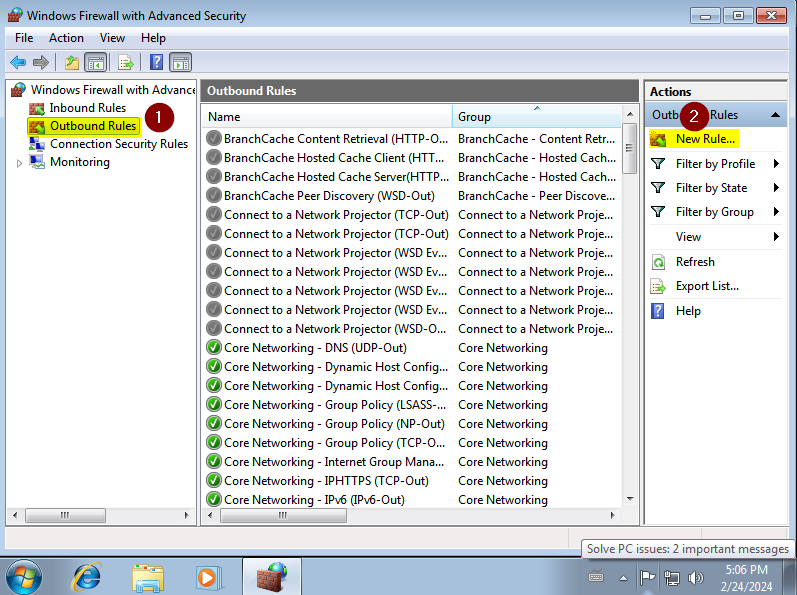 Windows Firewall with Advanced Security
File Action View Help
Windows Firewall with Advance
Inbound Rules
1
Outbound Rules
Connection Security Rules
Monitoring
Outbound Rules
Name Group
BranchCache Content Retrieval (HTTP-O... BranchCache - Content Retr...
BranchCache Hosted Cache Client (HTT... BranchCache - Hosted Cach...
BranchCache Hosted Cache Server(HTTP... BranchCache - Hosted Cach...
BranchCache Peer Discovery (WSD-Out) BranchCache - Peer Discove...
Connect to a Network Projector (TCP-Out) Connect to a Network Proje...
Connect to a Network Projector (TCP-Out) Connect to a Network Proje...
Connect to a Network Projector (WSD Ev... Connect to a Network Proje...
Connect to a Network Projector (WSD Ev... Connect to a Network Proje...
Connect to a Network Projector (WSD Ev... Connect to a Network Proje...
Connect to a Network Projector (WSD Ev... Connect to a Network Proje...
Connect to a Network Projector (WSD-O... Connect to a Network Proje...
Core Networking - DNS (UDP-Out) Core Networking
Core Networking - Dynamic Host Config... Core Networking
Core Networking - Dynamic Host Config... Core Networking
Core Networking - Group Policy (LSASS-... Core Networking
Core Networking - Group Policy (NP-Out) Core Networking
Core Networking - Group Policy (TCP-O... Core Networking
Core Networking - Internet Group Mana... Core Networking
Core Networking - IPHTTPS (TCP-Out) Core Networking
Core Networking - IPv6 (IPv6-Out) Core Networking
Actions
Outb 2 Rules
New Rule...
Filter by Profile
Filter by State
Filter by Group
View
Refresh
Export List...
Help
Solve PC issues: 2 important messages
5:06 PM
2/24/2024